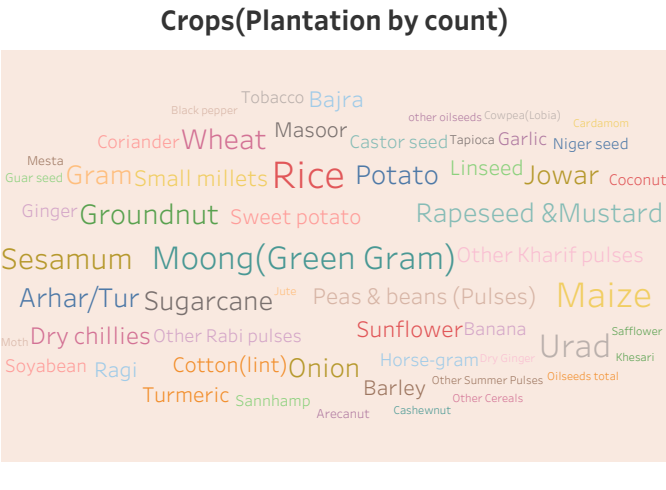 Crops(Plantation by count)
Tobacco Bajra
Black pepper
other oilseeds Cowpea(Lobia)
Cardamom
Coriander Wheat Masoor Castor seed Tapioca Garlic Niger seed
Mesta
Guar seed Gram Small millets Rice Potato Linseed Jowar Coconut
Ginger Groundnut Sweet potato Rapeseed &Mustard
Sesamum Moong(Green Gram) Other Kharif pulses
Arhar/Tur Sugarcane Jute Peas & beans (Pulses) Maize
Moth Dry chillies Other Rabi pulses Sunflower Banana Urad Safflower
Soyabean Ragi Cotton(lint) Onion Horse-gram Dry Ginger Khesari
Turmeric Sannhamp Barley Other Summer Pulses Oilseeds total
Other Cereals
Arecanut Cashewnut